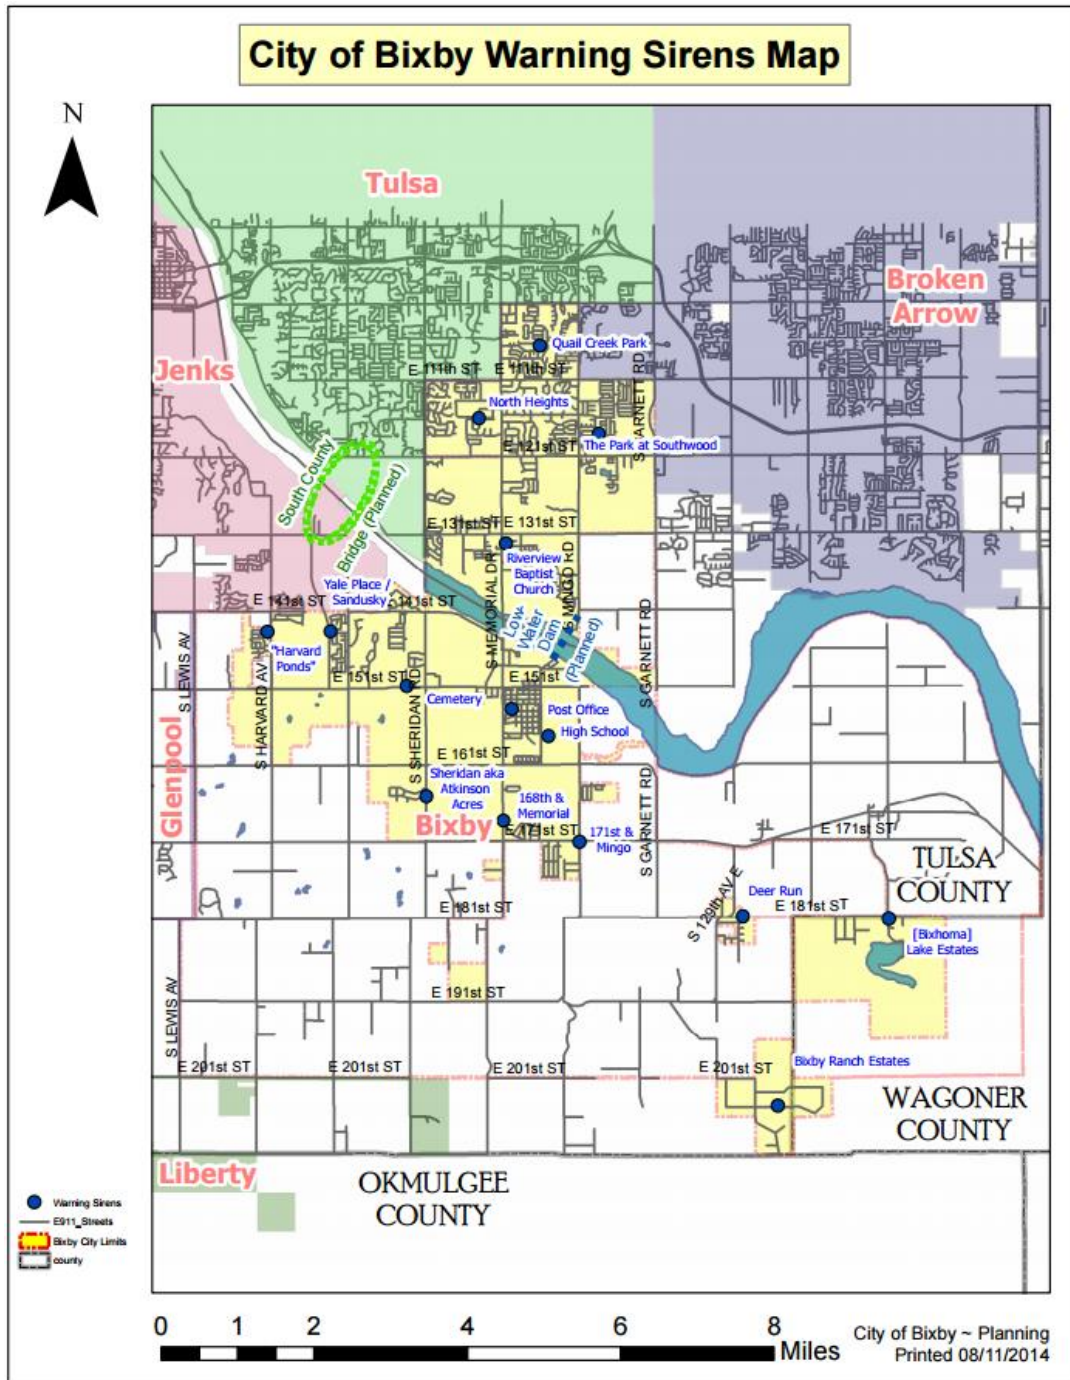 City of Bixby Warning Sirens Map
N
Tulsa
Broken
Arrow
Quail Creek Park
Jenks
E 111th ST
E 111th ST
S GARNETT RD
North Heights
E 121st ST
The Park at Southwood
South County
Bridge (Planned)
E 131st ST
E 131st ST
S MEMORIAL DR
Riverview
Baptist
Church
S MINGO RD
Yale Place /
Sandusky
E 141st ST
141st ST
Low
Water
Dam
(Planned)
S LEWIS AV
"Harvard
Ponds"
S HARVARD AV
E 151st ST
S SHERIDAN RD
E 151st
S GARNETT RD
Cemetery
Post Office
High School
E 161st ST
Glenpool
Sheridan aka
Atkinson
Acres
168th &
Memorial
S GARNETT RD
Bixby
E 171st ST
171st &
Mingo
E 171st ST
TULSA
COUNTY
S 129th AV E
Deer Run
E 181st ST
E 181st ST
[Bixhoma]
Lake Estates
S LEWIS AV
E 191st ST
Bixby Ranch Estates
E 201st ST
E 201st ST
E 201st ST
E 201st ST
WAGONER
COUNTY
Liberty
OKMULGEE
COUNTY
Warning Sirens
E911_Streets
Bixby City Limits
county
0 1 2 4 6 8
Miles
City of Bixby ~ Planning
Printed 08/11/2014